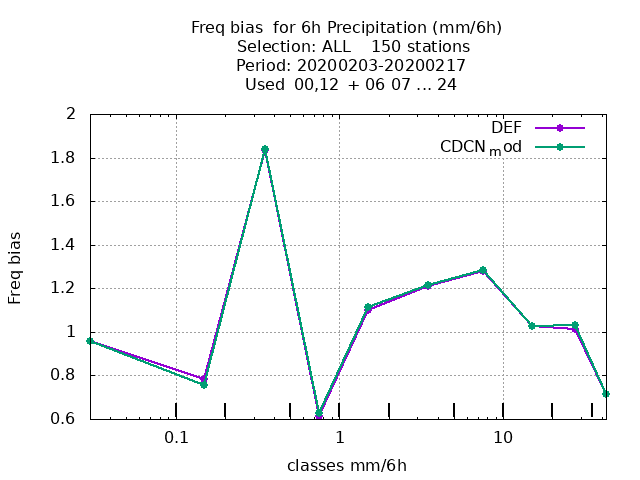 Freq bias  for 6h Precipitation (mm/6h)
Selection: ALL    150 stations
Period: 20200203-20200217
Used  00,12  + 06 07 ... 24
DEF
CDCN_mod
2
1.8
1.6
1.4
1.2
1
0.8
0.6
Freq bias
0.1 1 10
classes mm/6h